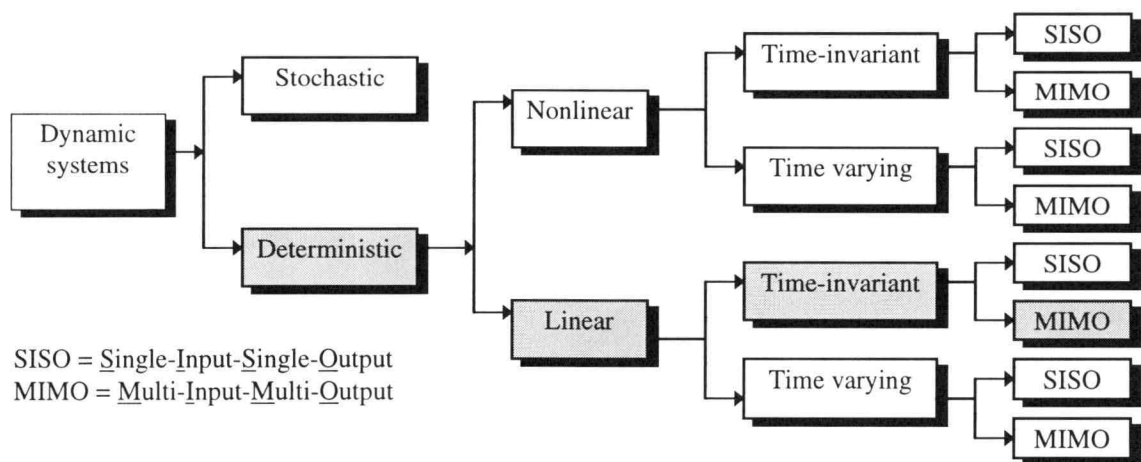 Dynamic
systems
Stochastic
Deterministic
Nonlinear
Linear
Time-invariant
Time varying
Time-invariant
Time varying
SISO
MIMO
SISO
MIMO
SISO
MIMO
SISO
MIMO
SISO = Single-Input-Single-Output
MIMO = Multi-Input-Multi-Output